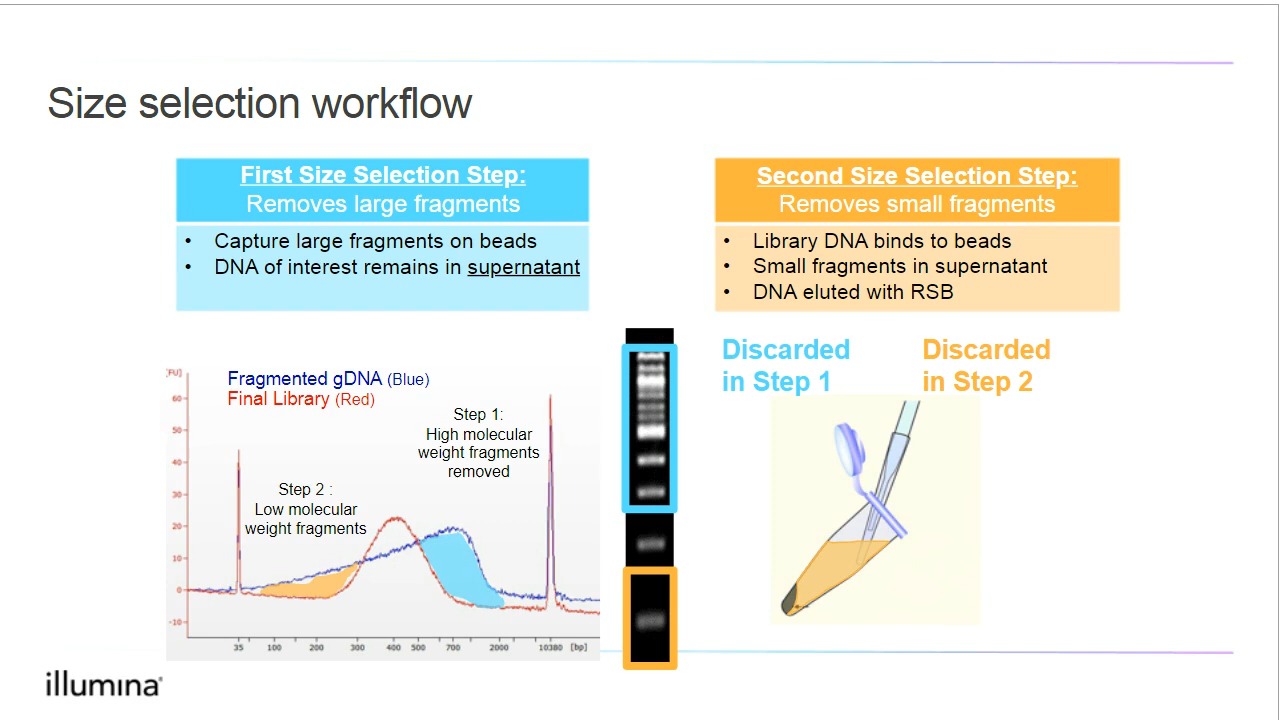 Size selection workflow
First Size Selection Step:
Removes large fragments
• Capture large fragments on beads
• DNA of interest remains in supernatant
Second Size Selection Step:
Removes small fragments
• Library DNA binds to beads
• Small fragments in supernatant
• DNA eluted with RSB
[FU]
60
50
40
30
20
10
0
-10
Fragmented gDNA (Blue)
Final Library (Red)
Step 1:
High molecular
weight fragments
removed
Step 2 :
Low molecular
weight fragments
35 100 200 300 400 500 700 2000 10380 [bp]
Discarded
in Step 1
Discarded
in Step 2
illumina®